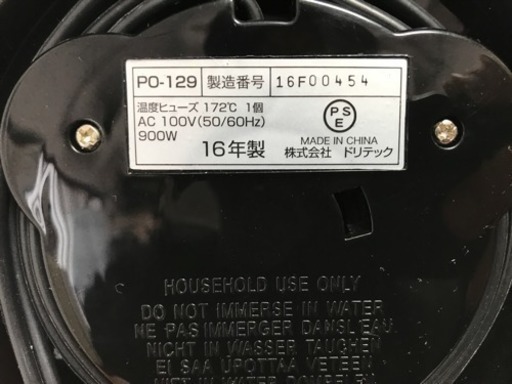 PO-129 製造番号 16F00454
温度ヒューズ 172℃ 1個
AC 100V(50/60Hz)
900W
16年製
PSE
MADE IN CHINA
株式会社 ドリテック
HOUSEHOLD USE ONLY
DO NOT IMMERSE IN WATER
NE PAS IMMERGER DANSL'EAU
NICHT IN WASSER TAUGHEN
EI SAA UPOTTAA VETEEN